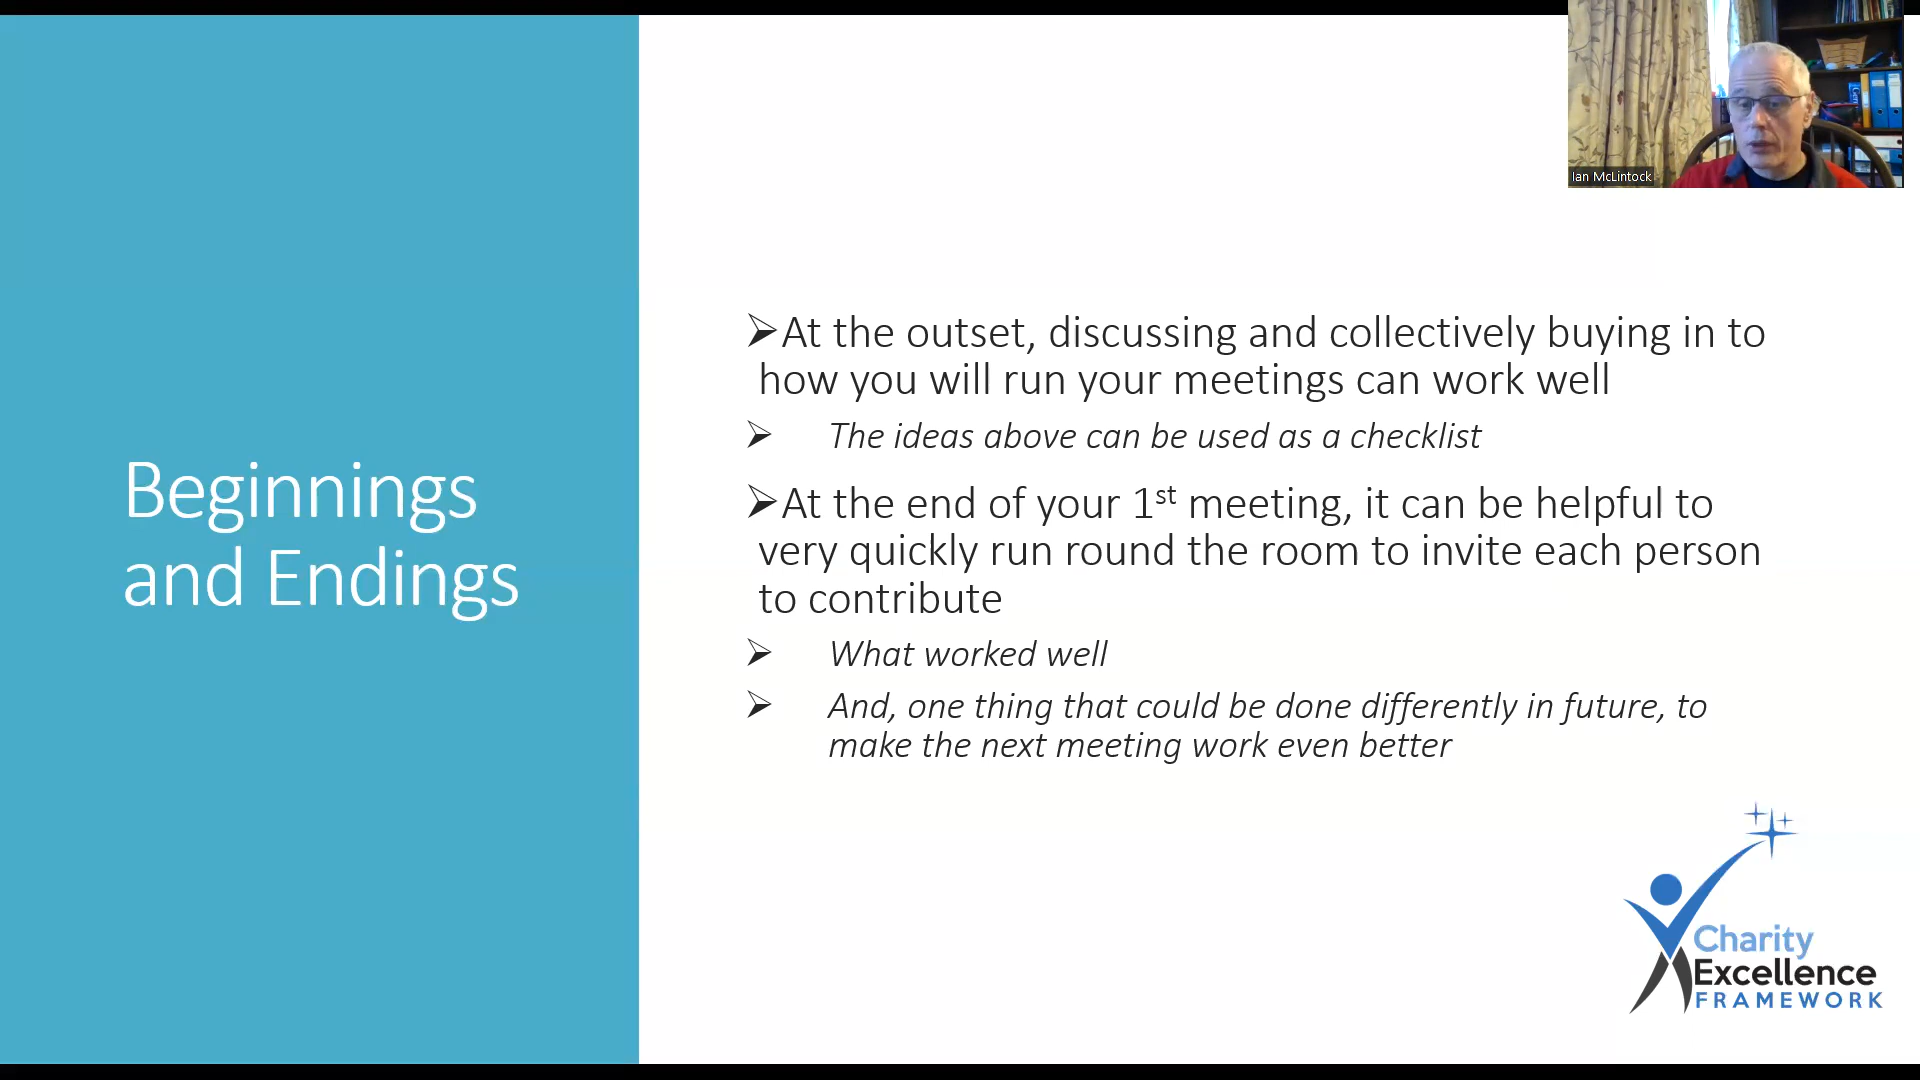 Ian McLintock
Beginnings
and Endings
➢At the outset, discussing and collectively buying in to
how you will run your meetings can work well
➢ The ideas above can be used as a checklist
➢At the end of your 1st meeting, it can be helpful to
very quickly run round the room to invite each person
to contribute
➢ What worked well
➢ And, one thing that could be done differently in future, to
make the next meeting work even better
Charity
Excellence
FRAMEWORK